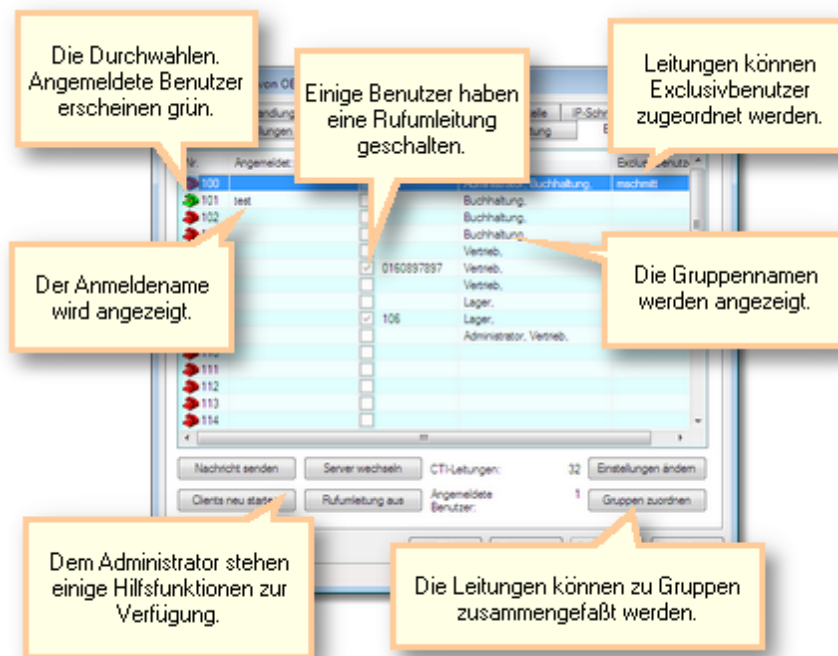 Die Durchwahlen.
Angemeldete Benutzer
erscheinen grün.
Einige Benutzer haben
eine Rufumleitung
geschalten.
Leitungen können
Exclusivbenutzer
zugeordnet werden.
von
Nr. Angemeldet:
100 Administrator, Buchhaltung, mschmitt
101 test Buchhaltung,
102 Buchhaltung,
Buchhaltung,
Vertrieb,
0160897897 Vertrieb,
Vertrieb,
Lager,
106 Lager,
Administrator, Vertrieb,
111
112
113
114
Der Anmeldename
wird angezeigt.
Die Gruppennamen
werden angezeigt.
Nachricht senden Server wechseln CTI-Leitungen: 32 Einstellungen ändern
Clients neu Rufumleitung aus Angemeldete Benutzer: 1 Gruppen zuordnen
Dem Administrator stehen
einige Hilfsfunktionen zur
Verfügung.
Die Leitungen können zu Gruppen
zusammengefaßt werden.